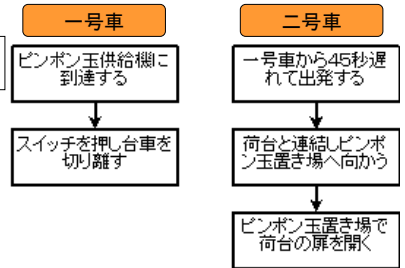 一号車
ピンポン玉供給機に
到達する
スイッチを押し台車を
切り離す
二号車
一号車から45秒遅
れて出発する
荷台と連結しピンポ
ン玉置き場へ向かう
ピンポン玉置き場で
荷台の扉を開く